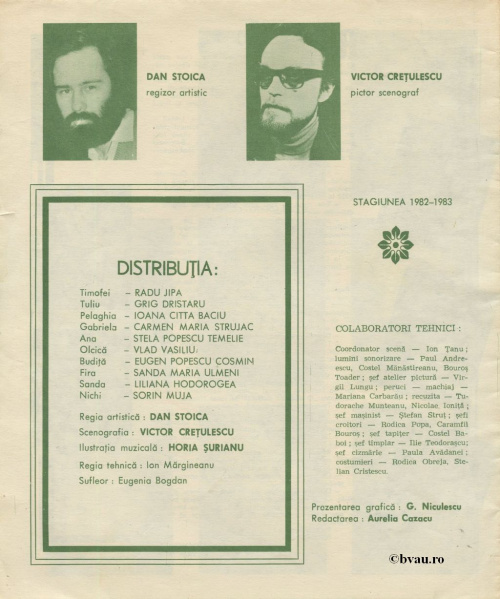 DAN STOICA
regizor artistic
VICTOR CREȚULESCU
pictor scenograf
STAGIUNEA 1982–1983
DISTRIBUȚIA:
Timofei – RADU JIPA
Tuliu – GRIG DRISTARU
Pelaghia – IOANA CITTA BACIU
Gabriela – CARMEN MARIA STRUJAC
Ana – STELA POPESCU TEMELIE
Olcică – VLAD VASILIU
Budiță – EUGEN POPESCU COSMIN
Fira – SANDA MARIA ULMENI
Sanda – LILIANA HODOROGEA
Nichi – SORIN MUJA
Regia artistică : DAN STOICA
Scenografia : VICTOR CREȚULESCU
Ilustrația muzicală : HORIA ȘURIANU
Regia tehnică : Ion Mărgineanu
Sufleor : Eugenia Bogdan
COLABORATORI TEHNICI :
Coordonator scenă — Ion Țanu ;
lumini sonorizare — Paul Andre-
escu, Costel Mănăstireanu, Bouroș
Toader ; șef atelier pictură — Vir-
gil Lungu ; peruci — machiaj —
Mariana Carbarău ; recuzita — Tu-
dorache Munteanu, Nicolae Ioniță ;
șef mașinist — Ștefan Struț ; șefi
croitori — Rodica Popa, Caramfil
Bouroș ; șef tapițer — Costel Ba-
boi ; șef tîmplar — Ilie Teodorașcu ;
șef cizmărie — Paula Avădanei ;
costumieri — Rodica Obreja, Ste-
lian Cristescu.
Prezentarea grafică : G. Niculescu
Redactarea : Aurelia Cazacu
©bvau.ro